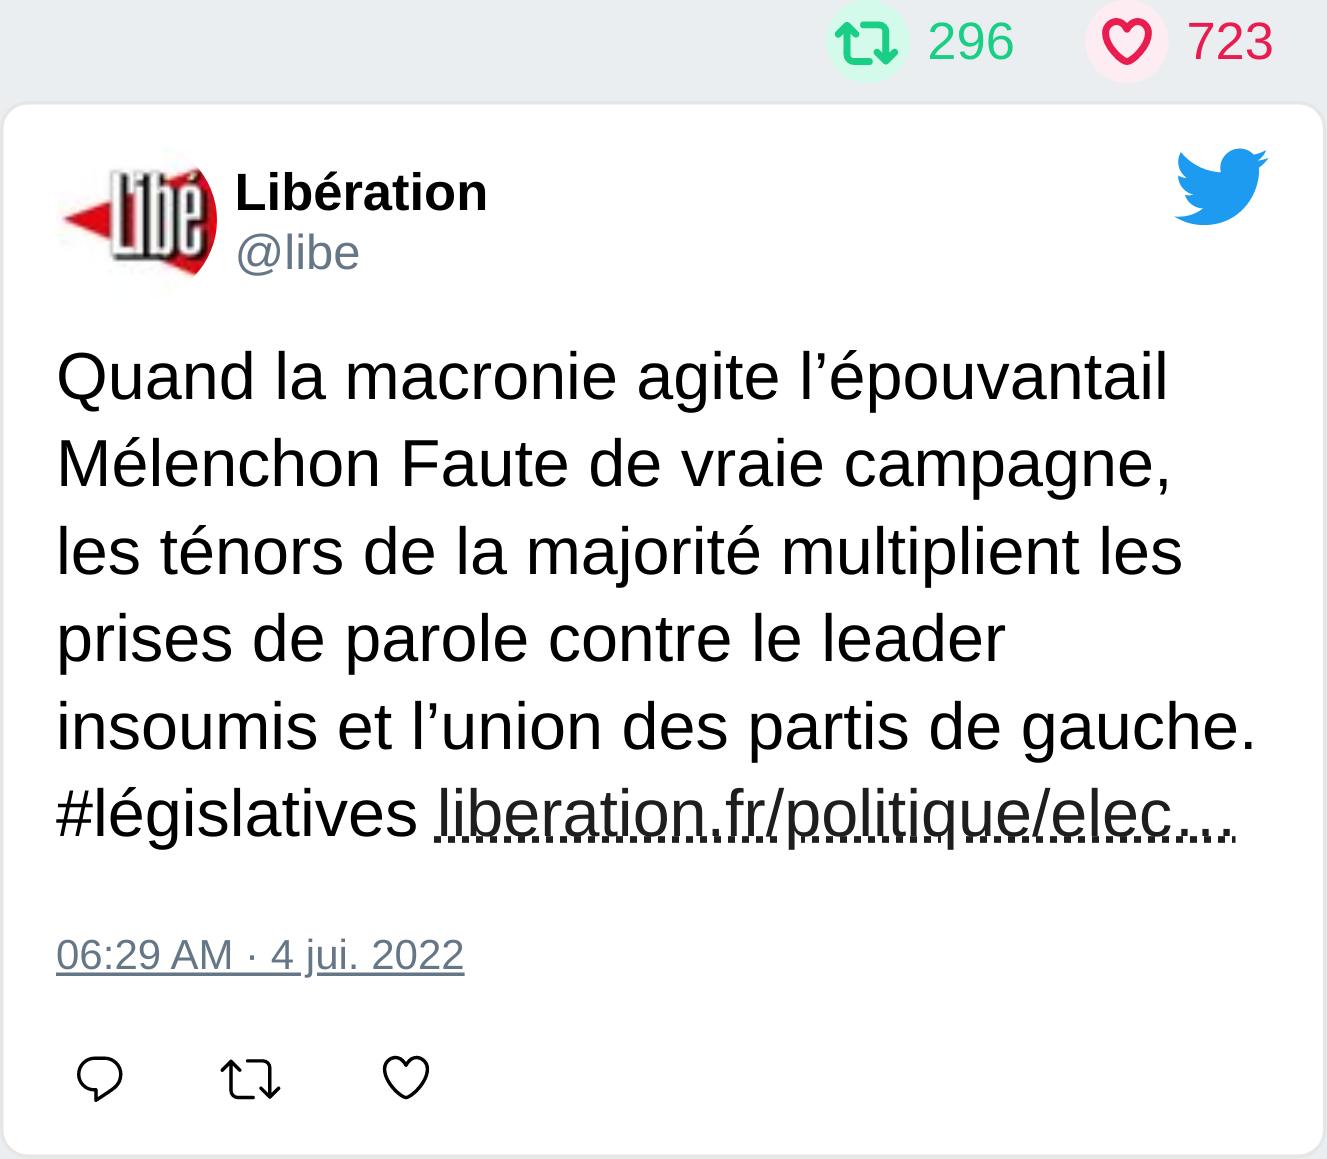 296 723
Libé
Libération
@libe
Quand la macronie agite l’épouvantail
Mélenchon Faute de vraie campagne,
les ténors de la majorité multiplient les
prises de parole contre le leader
insoumis et l’union des partis de gauche.
#législatives liberation.fr/politique/elec…
06:29 AM · 4 jui. 2022